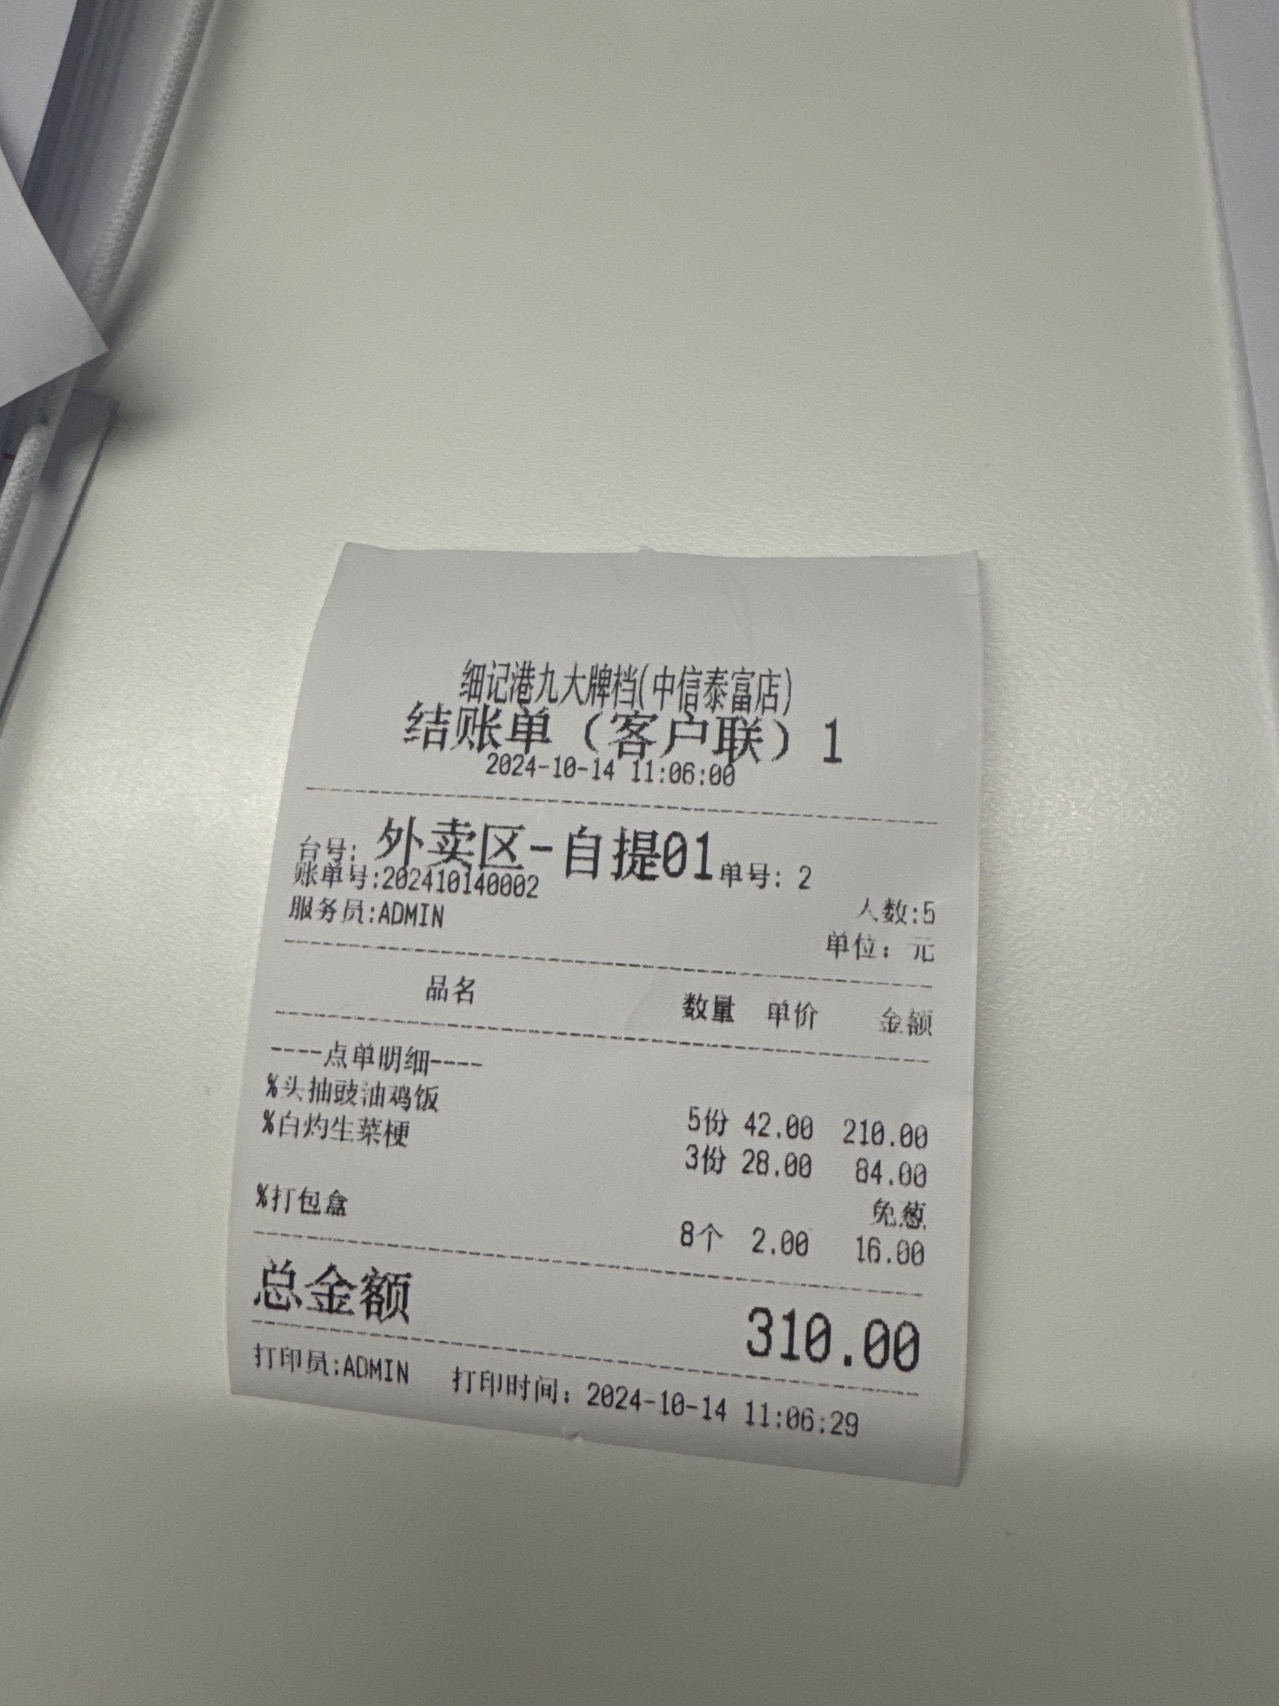 细记港九大牌档(中信泰富店)
结账单（客户联）1
2024-10-14 11:06:00
台号: 外卖区-自提01 单号: 2
账单号:202410140002
人数:5
服务员:ADMIN
单位：元
品名 数量 单价 金额
----点单明细----
%头抽豉油鸡饭 5份 42.00 210.00
%白灼生菜梗 3份 28.00 84.00
免葱
%打包盒 8个 2.00 16.00
总金额 310.00
打印员:ADMIN 打印时间：2024-10-14 11:06:29